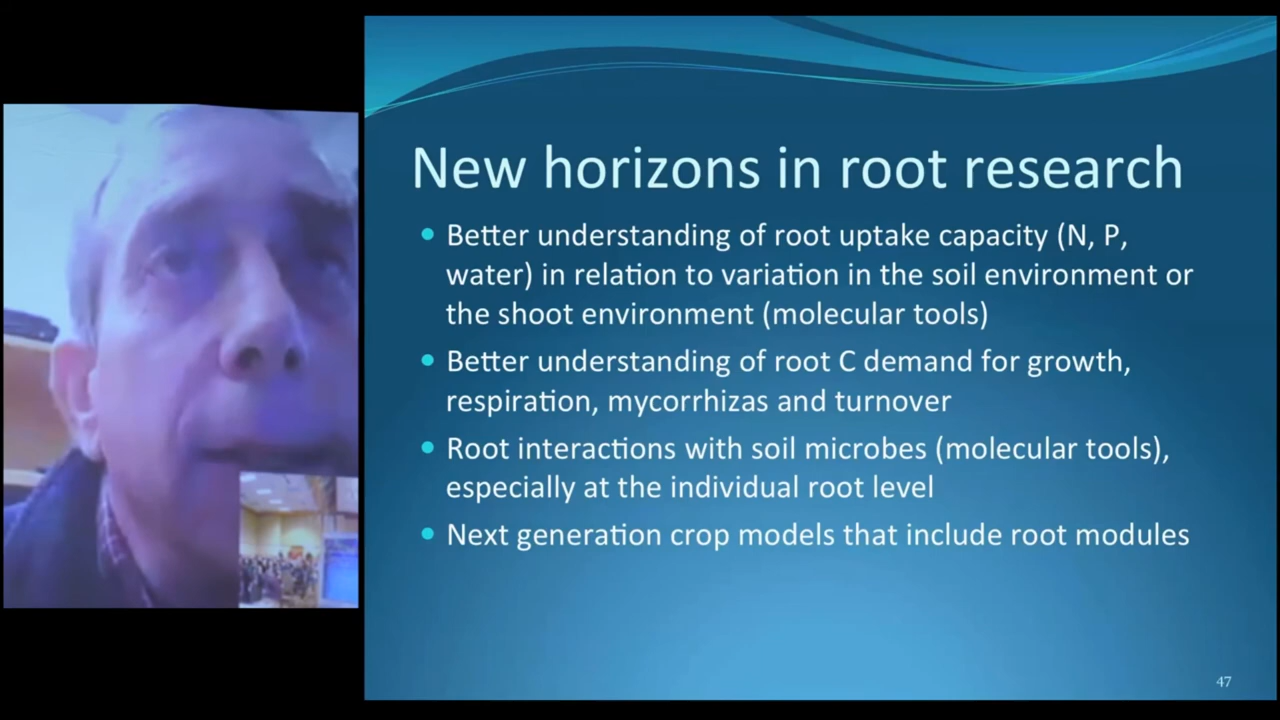 New horizons in root research
• Better understanding of root uptake capacity (N, P,
water) in relation to variation in the soil environment or
the shoot environment (molecular tools)
• Better understanding of root C demand for growth,
respiration, mycorrhizas and turnover
• Root interactions with soil microbes (molecular tools),
especially at the individual root level
• Next generation crop models that include root modules
47